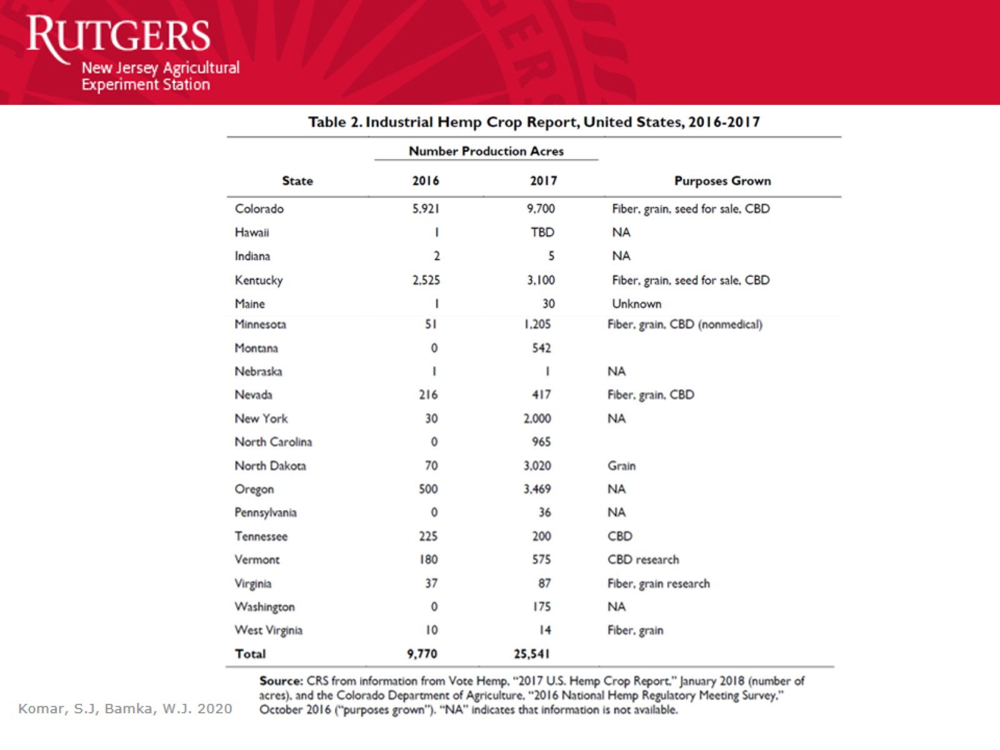 RUTGERS
New Jersey Agricultural
Experiment Station
Table 2. Industrial Hemp Crop Report, United States, 2016-2017
Number Production Acres
State 2016 2017 Purposes Grown
Colorado 5,921 9,700 Fiber, grain, seed for sale, CBD
Hawaii 1 TBD NA
Indiana 2 5 NA
Kentucky 2,525 3,100 Fiber, grain, seed for sale, CBD
Maine 1 30 Unknown
Minnesota 51 1,205 Fiber, grain, CBD (nonmedical)
Montana 0 542
Nebraska 1 1 NA
Nevada 216 417 Fiber, grain, CBD
New York 30 2,000 NA
North Carolina 0 965
North Dakota 70 3,020 Grain
Oregon 500 3,469 NA
Pennsylvania 0 36 NA
Tennessee 225 200 CBD
Vermont 180 575 CBD research
Virginia 37 87 Fiber, grain research
Washington 0 175 NA
West Virginia 10 14 Fiber, grain
Total 9,770 25,541
Source: CRS from information from Vote Hemp, “2017 U.S. Hemp Crop Report,” January 2018 (number of
acres), and the Colorado Department of Agriculture, “2016 National Hemp Regulatory Meeting Survey,”
October 2016 (“purposes grown”). “NA” indicates that information is not available.
Komar, S.J, Bamka, W.J. 2020